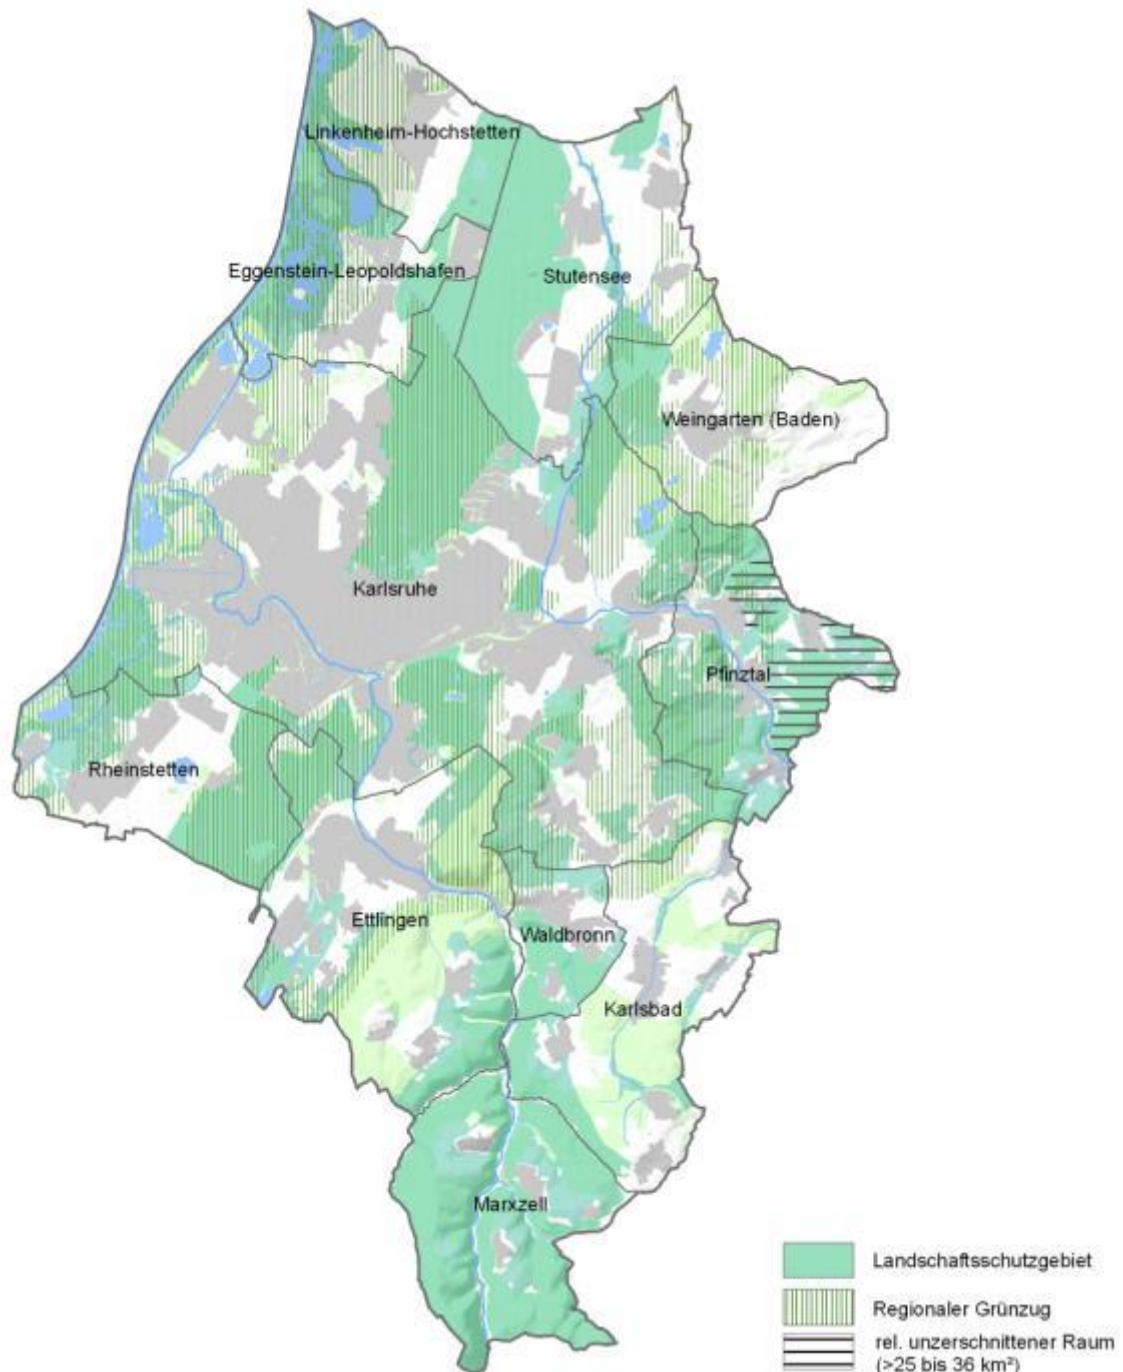 Linkenheim-Hochstetten
Eggenstein-Leopoldshafen
Stutensee
Weingarten (Baden)
Karlsruhe
Pfinztal
Rheinstetten
Ettlingen
Waldbronn
Karlsbad
Marxzell
Landschaftsschutzgebiet
Regionaler Grünzug
rel. unzerschnittener Raum
(>25 bis 36 km²)